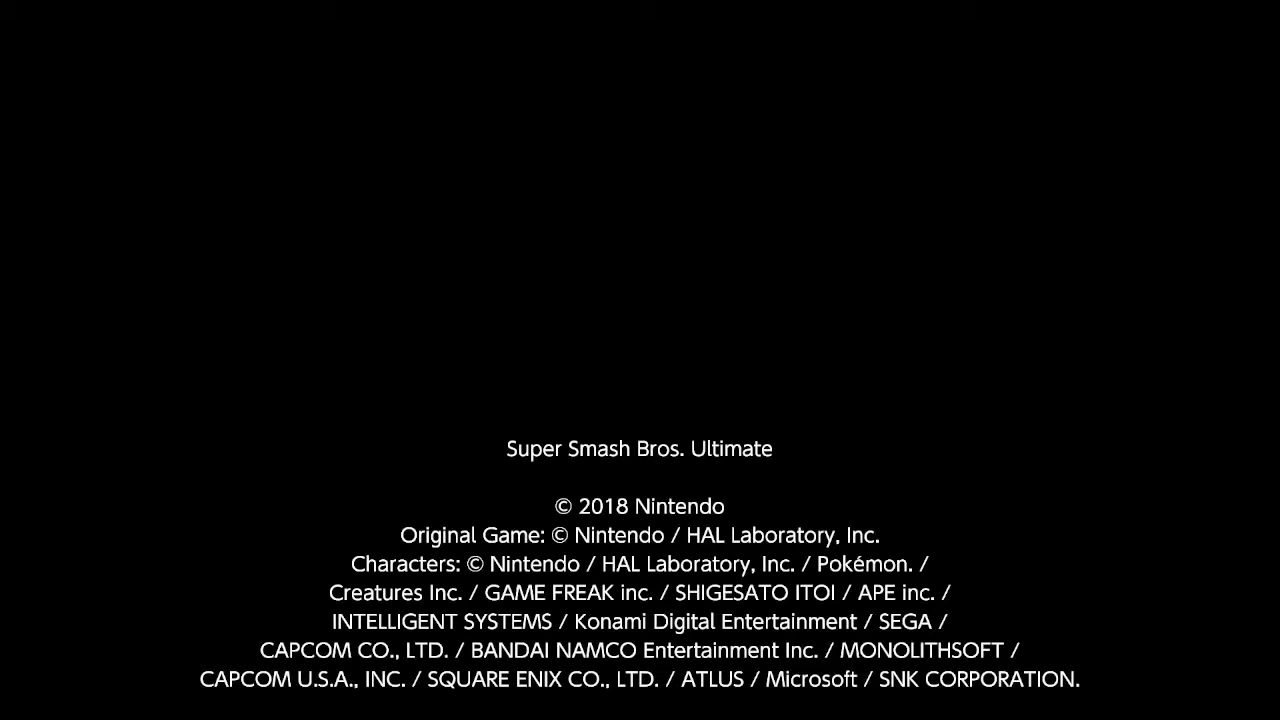 Super Smash Bros. Ultimate
© 2018 Nintendo
Original Game: © Nintendo / HAL Laboratory, Inc.
Characters: © Nintendo / HAL Laboratory, Inc. / Pokémon. /
Creatures Inc. / GAME FREAK inc. / SHIGESATO ITOI / APE inc. /
INTELLIGENT SYSTEMS / Konami Digital Entertainment / SEGA /
CAPCOM CO., LTD. / BANDAI NAMCO Entertainment Inc. / MONOLITHSOFT /
CAPCOM U.S.A., INC. / SQUARE ENIX CO., LTD. / ATLUS / Microsoft / SNK CORPORATION.